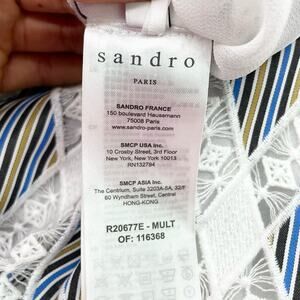 sandro
PARIS
SANDRO FRANCE
150 boulevard Haussmann
75008 Paris
www.sandro-paris.com
SMCP USA Inc.
10 Crosby Street, 3rd Floor
New York, New York 10013
RN132784
SMCP ASIA Inc.
The Centrium, Suite 3203A-5A, 32/F
60 Wyndham Street, Central
HONG-KONG
R20677E - MULT
OF: 116368